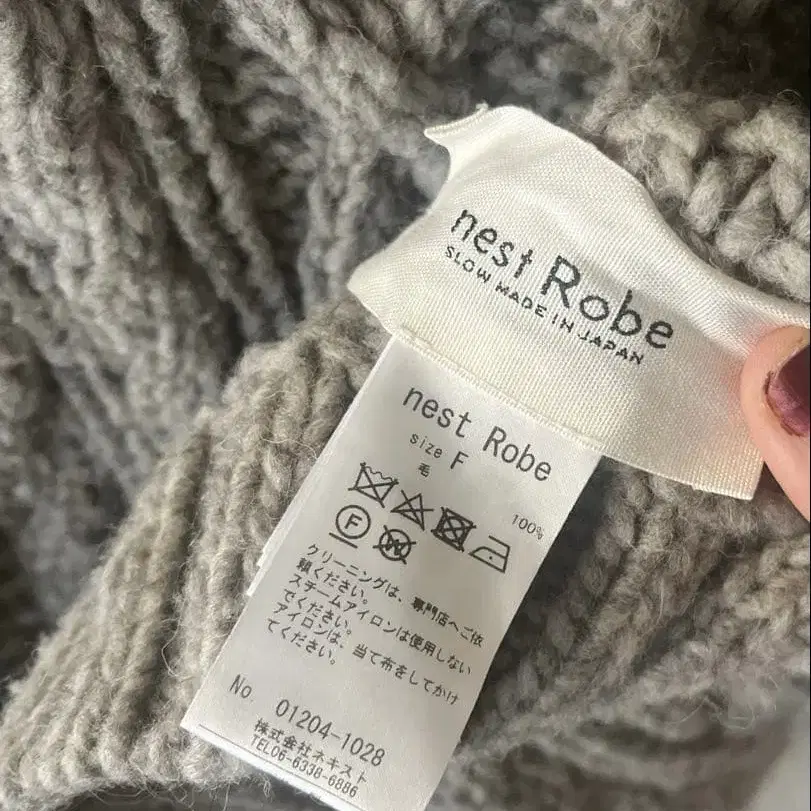 nest Robe
SLOW MADE IN JAPAN
nest Robe
size F
毛 100%
F W
クリーニングは、専門店へご依
頼ください。
スチームアイロンは使用しない
でください。
アイロンは、当て布をしてかけ
てください。
No. 01204-1028
株式会社ネキスト
TEL06-6338-6886